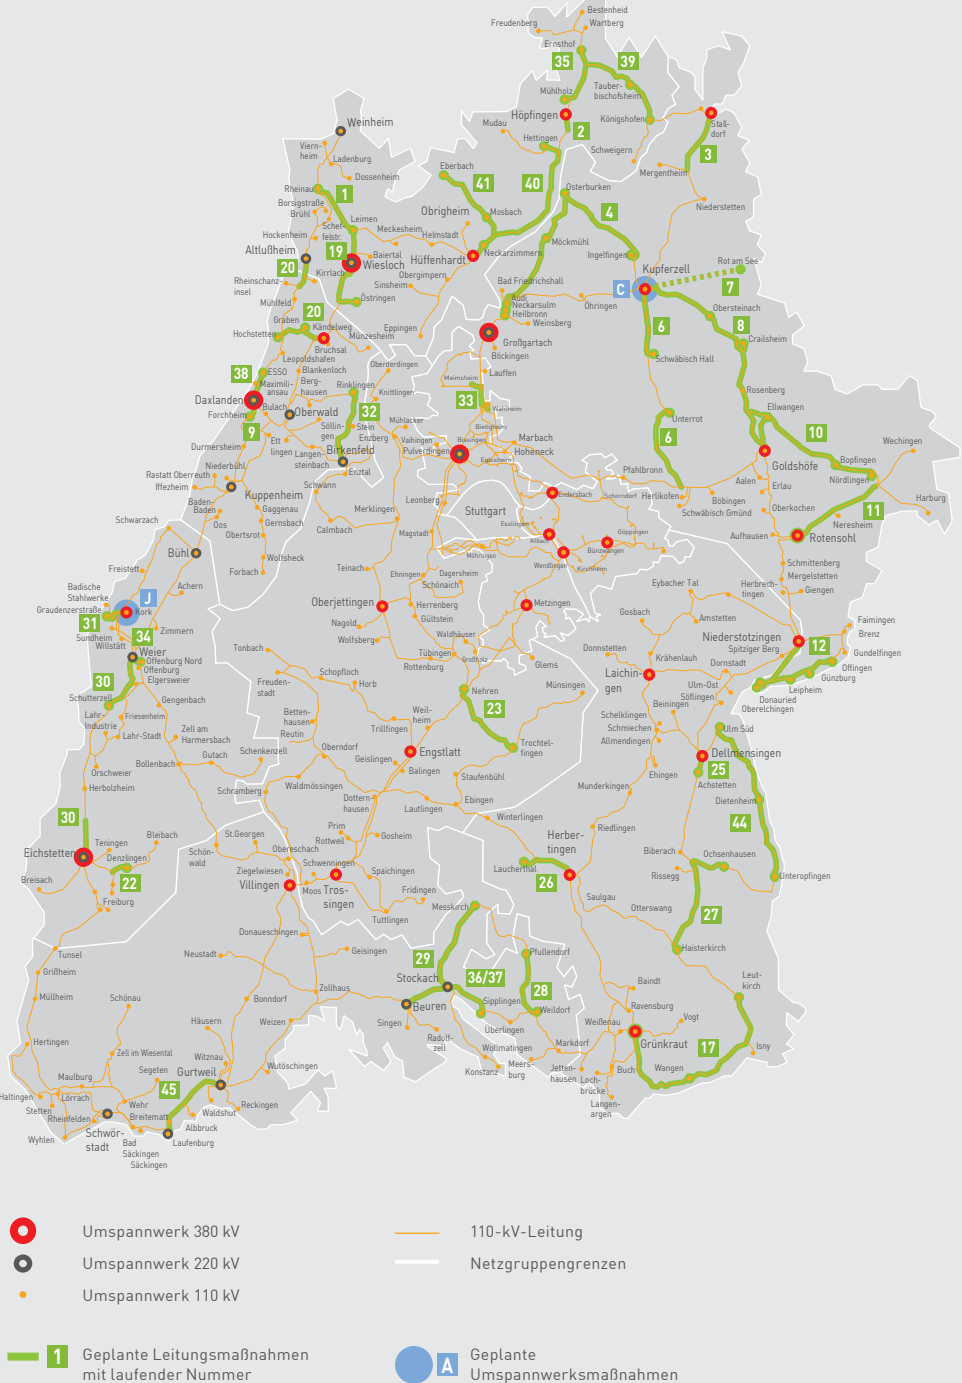 Bestenheid
Freudenberg
Wartberg
Ernsthof
35
39
Mühlholz
Tauber-
bischofsheim
Höpfingen
Königshofen
Weinheim
Mudau
2
Stall-
dorf
Hettingen
Viern-
heim
Schweigern
3
Ladenburg
Eberbach
Mergentheim
Dossenheim
Rheinau
1
41
40
Osterburken
Borsigstraße
Brühl
Obrigheim
Mosbach
4
Niederstetten
Schef-
felstr.
Leimen
Meckesheim
Hockenheim
Helmstadt
Möckmühl
Altlußheim
19
Baiertal
Hüffenhardt
Neckarzimmern
Ingelfingen
Wiesloch
Kupferzell
Rot am See
20
Kirrlach
Obergimpern
Rheinschanz-
insel
Sinsheim
Bad Friedrichshall
C
7
Östringen
Audi
Neckarsulm
Heilbronn
Öhringen
Mühlfeld
20
Obersteinach
Graben
Kändelweg
Eppingen
Weinsberg
6
8
Hochstetten
Münzesheim
Großgartach
Crailsheim
Bruchsal
Böckingen
Schwäbisch Hall
Leopoldshafen
Oberderdingen
38
ESSO
Blankenloch
Lauffen
Maximili-
ansau
Berg-
hausen
Rinklingen
Meimsheim
Rosenberg
Daxlanden
Knittlingen
33
Bulach
Oberwald
32
Walheim
Ellwangen
Forchheim
Unterrot
9
Söllin-
gen
Stein
Mühlacker
Bietigheim
10
Ett
lingen
Enzberg
Vaihingen
Bissingen
Marbach
6
Wechingen
Durmersheim
Langen-
steinbach
Birkenfeld
Pulverdingen
Hoheneck
Goldshöfe
Bopfingen
Niederbühl
Enztal
Pfahlbronn
Rastatt Oberreuth
Schwann
Aalen
Nördlingen
Iffezheim
Kuppenheim
Leonberg
Endersbach
Schorndorf
Herlikofen
Erlau
Harburg
Baden-
Baden
Gaggenau
Merklingen
Stuttgart
Böbingen
Oberkochen
11
Schwäbisch Gmünd
Schwarzach
Oos
Gernsbach
Calmbach
Esslingen
Neresheim
Obertsrot
Magstadt
Altbach
Göppingen
Aufhausen
Rotensohl
Bühl
Wolfsheck
Möhringen
Bünzwangen
Freistett
Forbach
Teinach
Ehningen
Dagersheim
Wendlingen
Kirchheim
Schmittenberg
Schönaich
Mergelstetten
Badische
Stahlwerke
Achern
Eybacher Tal
Herbrech-
tingen
Giengen
J
Oberjettingen
Herrenberg
Metzingen
Graudenzerstraße
Kork
Gosbach
Amstetten
Gültstein
Faimingen
31
Nagold
Zimmern
Niederstotzingen
Brenz
Sundheim
34
Wolfsberg
Waldhäuser
Willstätt
Tonbach
Tübingen
Krähenlauh
Spitziger Berg
12
Gundelfingen
Weier
Großholz
Donnstetten
Offenburg Nord
Rottenburg
Glems
Dornstadt
Offingen
Offenburg
Elgersweier
Freuden-
stadt
Schopfloch
Laichin-
gen
30
Horb
Nehren
Münsingen
Ulm-Ost
Günzburg
Schutterzell
Söflingen
Leipheim
Gengenbach
Beiningen
Donauried
Oberelchingen
Lahr-
Industrie
Friesenheim
Betten-
hausen
Weil-
heim
23
Schelklingen
Lahr-Stadt
Zell am
Harmersbach
Reutin
Trillfingen
Schmiechen
Ulm Süd
Allmendingen
Oberndorf
Engstlatt
Trochtel-
fingen
Dellmensingen
Gutach
Schenkenzell
Geislingen
Orschweier
Bollenbach
Balingen
Ehingen
25
Herbolzheim
Waldmössingen
Staufenbühl
Achstetten
Schramberg
Munderkingen
Dottern-
hausen
Lautlingen
Ebingen
Dietenheim
30
Winterlingen
44
Prim
Riedlingen
Bleibach
St.Georgen
Rottweil
Gosheim
Herber-
tingen
Teningen
Obereschach
Eichstetten
Denzlingen
Schön-
wald
Biberach
Ochsenhausen
Schwenningen
Ziegelwiesen
Spaichingen
Laucherthal
Rissegg
Unteropfingen
Breisach
22
Villingen
Moos
Tros-
singen
Fridingen
26
Saulgau
Freiburg
Otterswang
27
Messkirch
Tuttlingen
Donaueschingen
Haisterkirch
Tunsel
Neustadt
Geisingen
29
Pfullendorf
Grißheim
Stockach
36/37
Leut-
kirch
Baindt
Müllheim
Schönau
Bonndorf
Zollhaus
28
Beuren
Sipplingen
Weildorf
Ravensburg
Häusern
Weizen
Singen
Weißenau
Vogt
Überlingen
Hertingen
Radolf-
zell
Grünkraut
Zell im Wiesental
Wollmatingen
Markdorf
17
Isny
Witznau
Segeten
Gurtweil
Wutöschingen
Konstanz
Meers-
burg
Jetten-
hausen
Buch
Wangen
Maulburg
45
Loch-
brücke
Haltingen
Lörrach
Wehr
Reckingen
Langen-
argen
Stetten
Breitematt
Waldshut
Rheinfelden
Albbruck
Schwör-
stadt
Wyhlen
Bad
Säckingen
Laufenburg
Säckingen
Umspannwerk 380 kV
110-kV-Leitung
Umspannwerk 220 kV
Netzgruppengrenzen
Umspannwerk 110 kV
1
Geplante Leitungsmaßnahmen
mit laufender Nummer
A
Geplante
Umspannwerksmaßnahmen